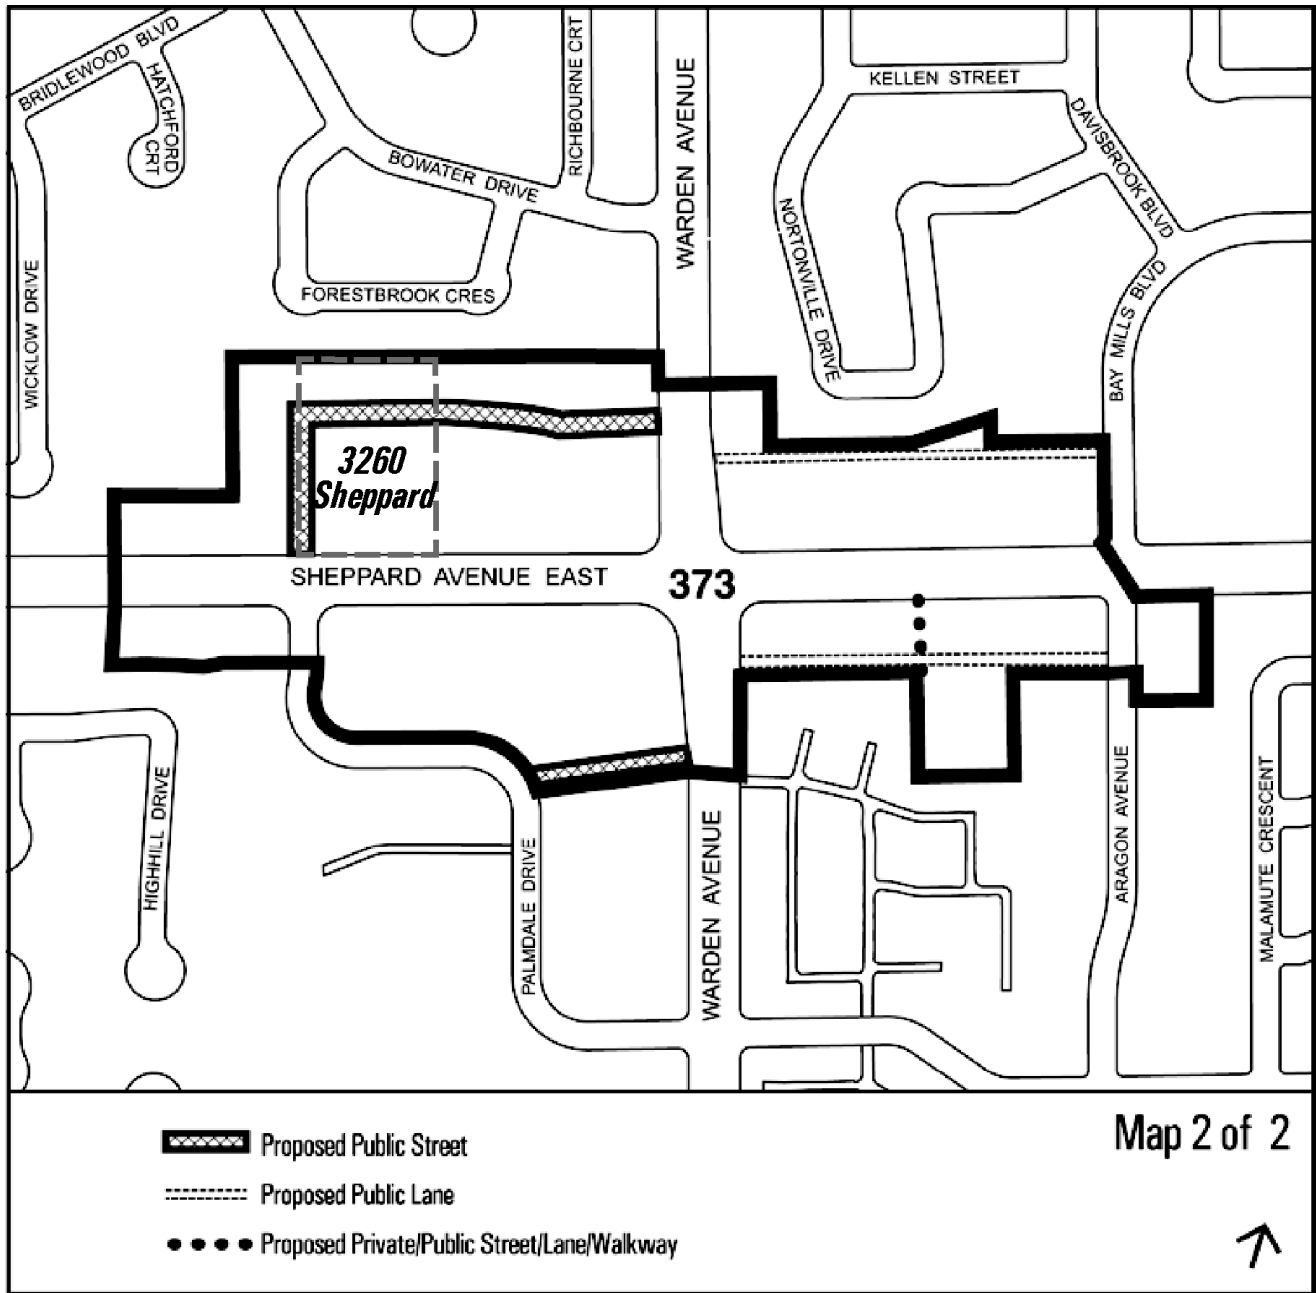 BRIDLEWOOD BLVD
HATCHFORD
CRT
RICHBOURNE CRT
WARDEN AVENUE
KELLEN STREET
DAVISBROOK BLVD
BOWATER DRIVE
NORTONVILLE DRIVE
WICKLOW DRIVE
FORESTBROOK CRES
BAY MILLS BLVD
3260
Sheppard
SHEPPARD AVENUE EAST
373
HIGHHILL DRIVE
PALMDALE DRIVE
WARDEN AVENUE
ARAGON AVENUE
MALAMUTE CRESCENT
Proposed Public Street
Map 2 of 2
Proposed Public Lane
Proposed Private/Public Street/Lane/Walkway